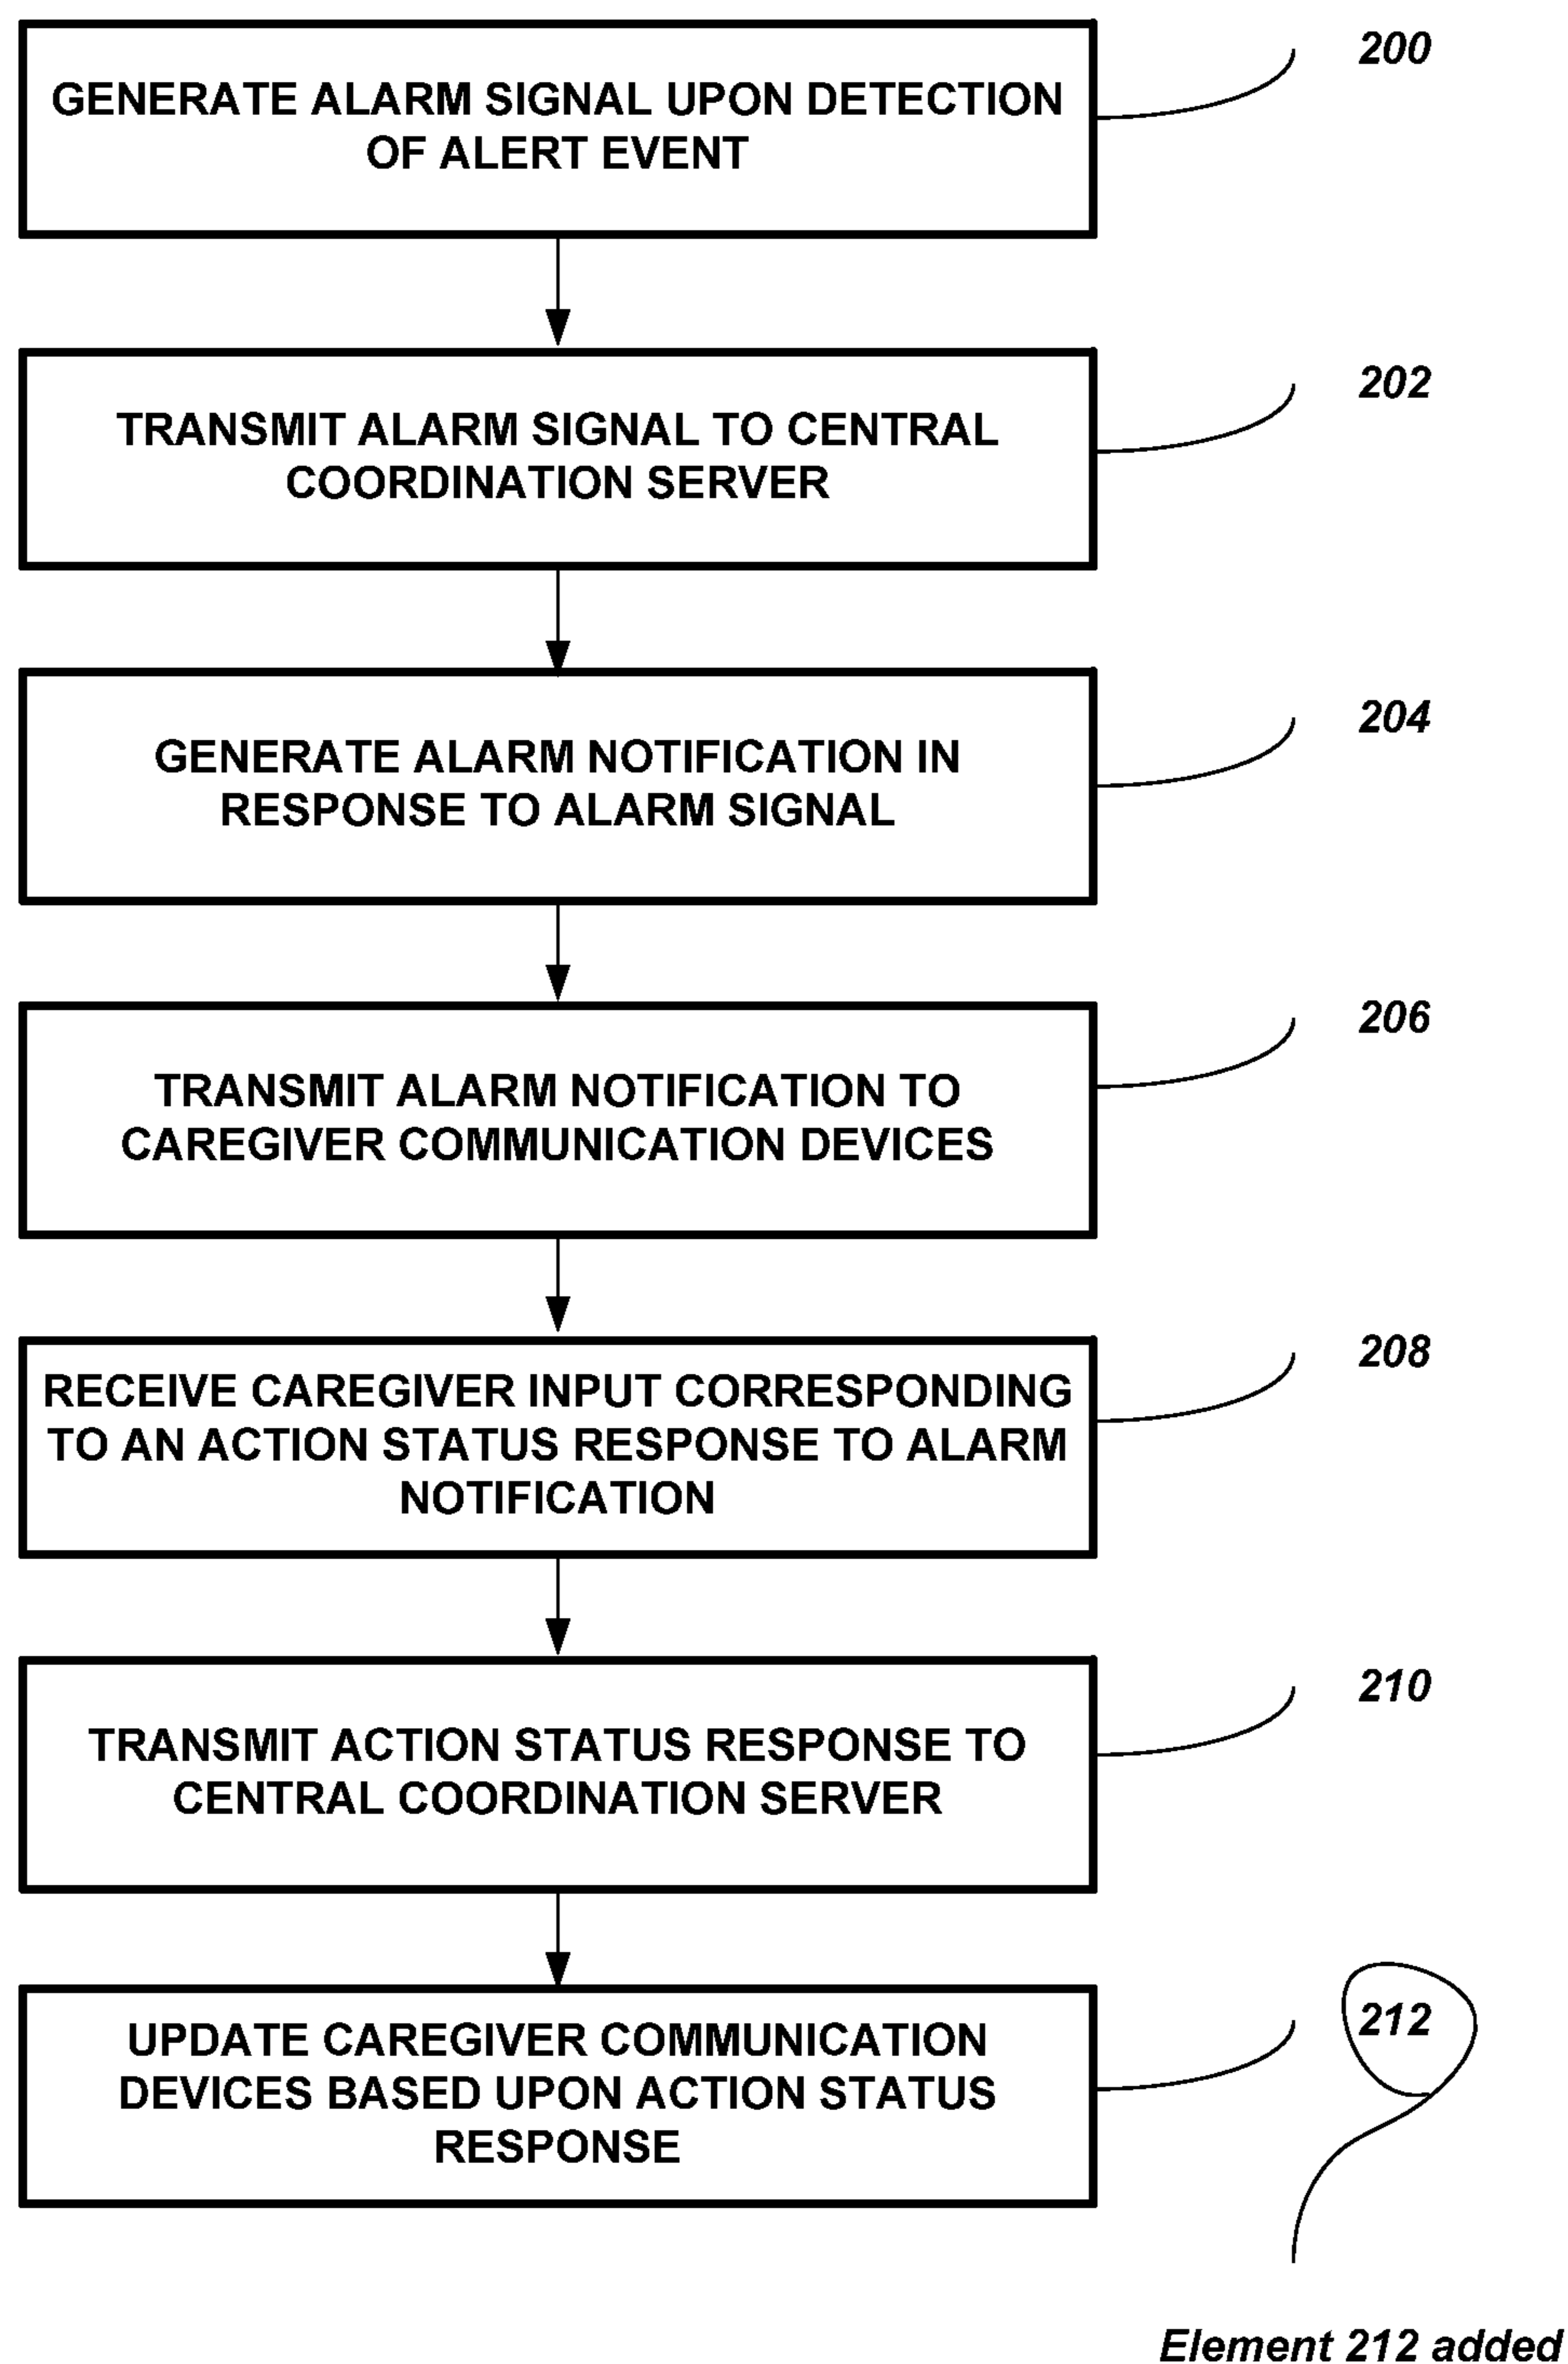 GENERATE ALARM SIGNAL UPON DETECTION
OF ALERT EVENT
200
TRANSMIT ALARM SIGNAL TO CENTRAL
COORDINATION SERVER
202
GENERATE ALARM NOTIFICATION IN
RESPONSE TO ALARM SIGNAL
204
TRANSMIT ALARM NOTIFICATION TO
CAREGIVER COMMUNICATION DEVICES
206
RECEIVE CAREGIVER INPUT CORRESPONDING
TO AN ACTION STATUS RESPONSE TO ALARM
NOTIFICATION
208
TRANSMIT ACTION STATUS RESPONSE TO
CENTRAL COORDINATION SERVER
210
UPDATE CAREGIVER COMMUNICATION
DEVICES BASED UPON ACTION STATUS
RESPONSE
212
Element 212 added